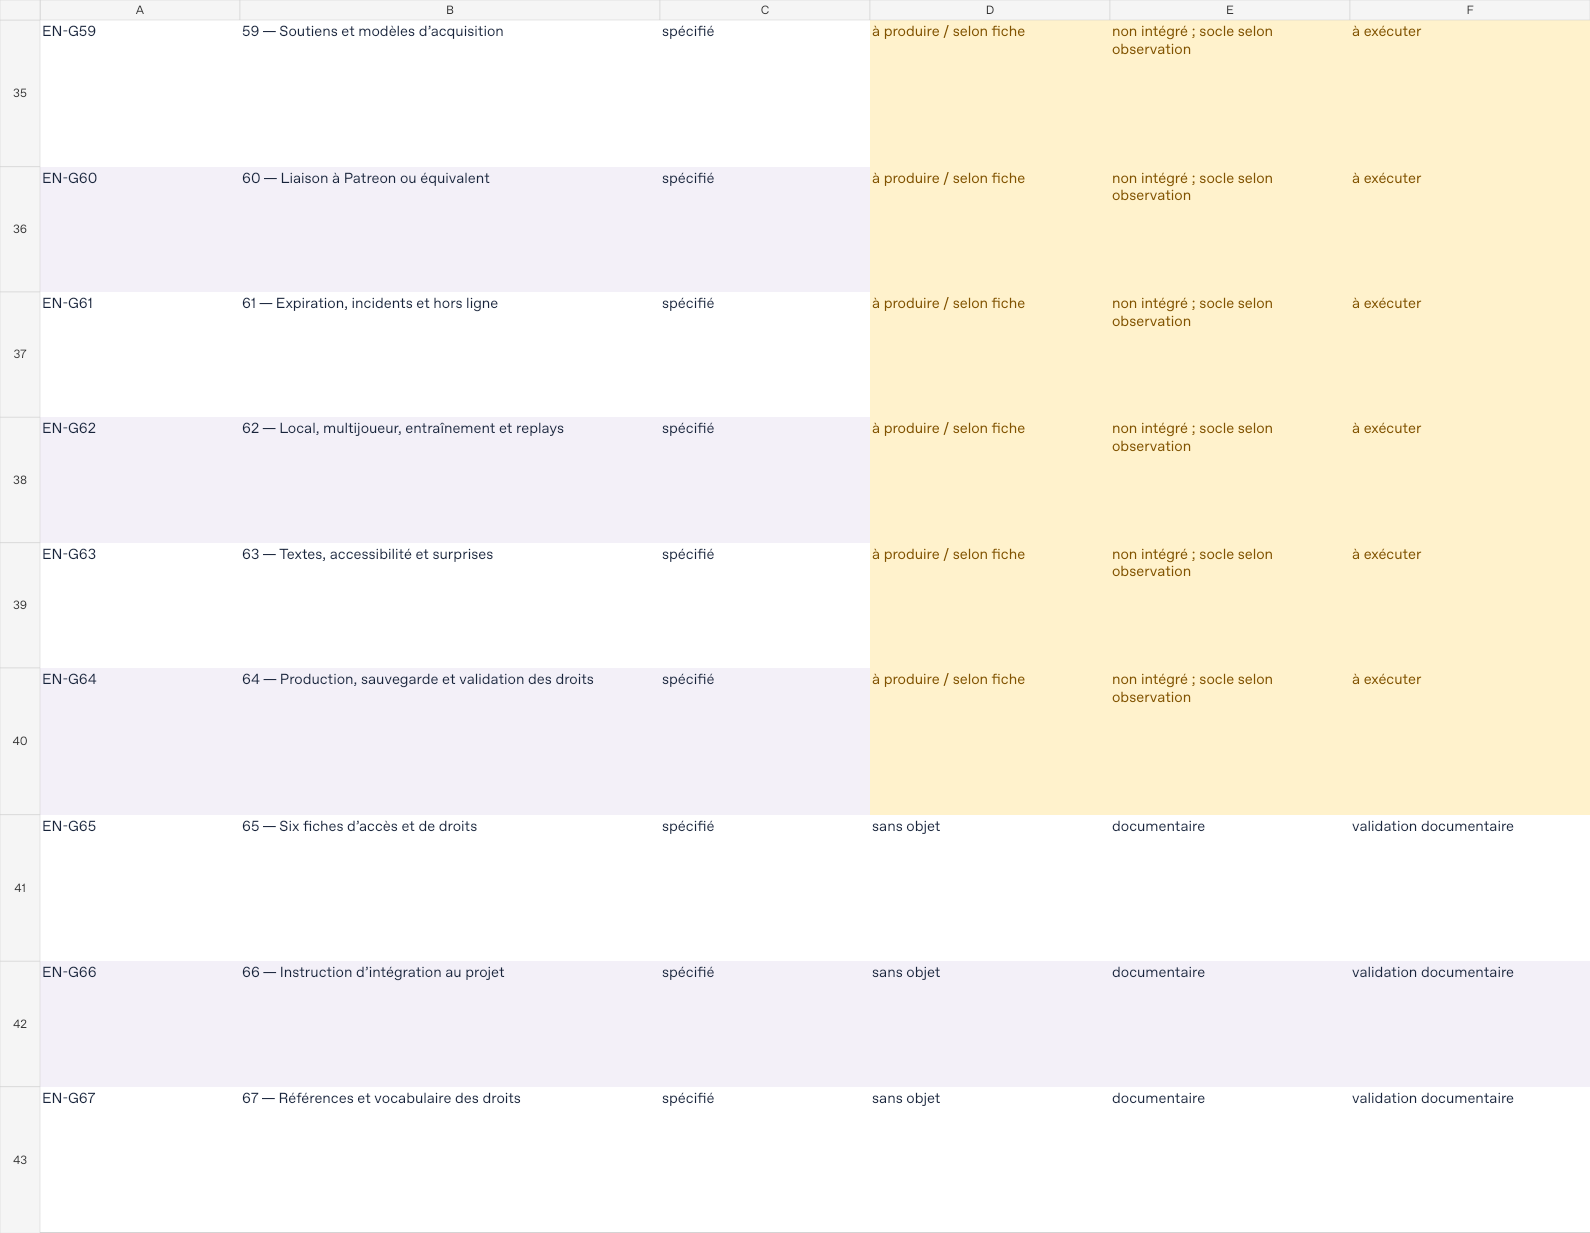 A B C D E F
35 EN-G59 59 — Soutiens et modèles d’acquisition spécifié à produire / selon fiche non intégré ; socle selon observation à exécuter
36 EN-G60 60 — Liaison à Patreon ou équivalent spécifié à produire / selon fiche non intégré ; socle selon observation à exécuter
37 EN-G61 61 — Expiration, incidents et hors ligne spécifié à produire / selon fiche non intégré ; socle selon observation à exécuter
38 EN-G62 62 — Local, multijoueur, entraînement et replays spécifié à produire / selon fiche non intégré ; socle selon observation à exécuter
39 EN-G63 63 — Textes, accessibilité et surprises spécifié à produire / selon fiche non intégré ; socle selon observation à exécuter
40 EN-G64 64 — Production, sauvegarde et validation des droits spécifié à produire / selon fiche non intégré ; socle selon observation à exécuter
41 EN-G65 65 — Six fiches d’accès et de droits spécifié sans objet documentaire validation documentaire
42 EN-G66 66 — Instruction d’intégration au projet spécifié sans objet documentaire validation documentaire
43 EN-G67 67 — Références et vocabulaire des droits spécifié sans objet documentaire validation documentaire